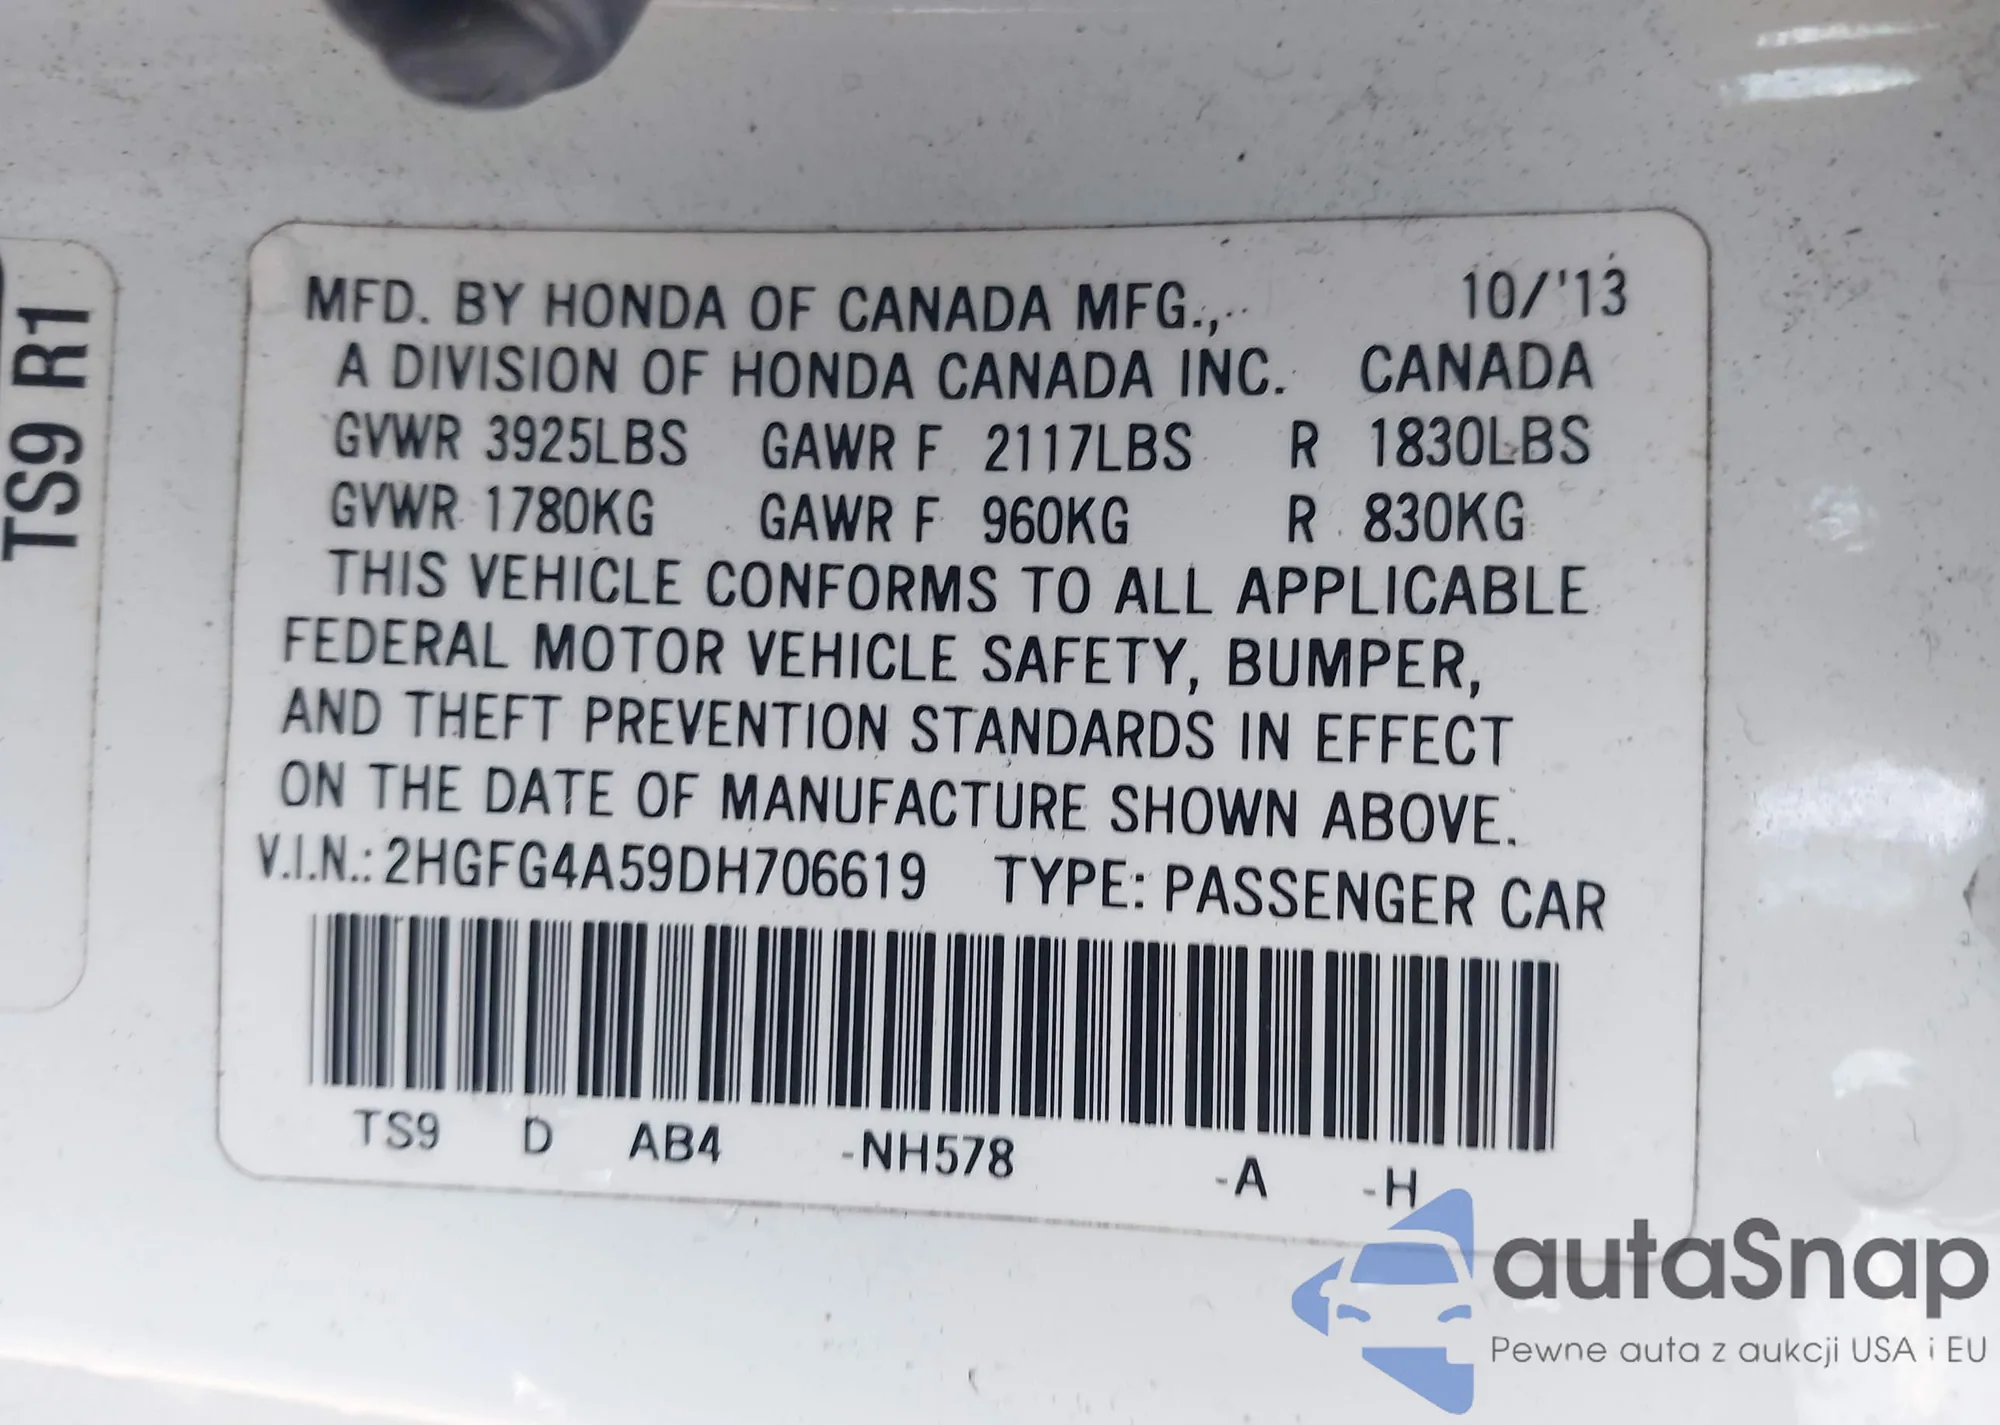 TS9 R1
MFD. BY HONDA OF CANADA MFG., 10/'13
A DIVISION OF HONDA CANADA INC. CANADA
GVWR 3925LBS GAWR F 2117LBS R 1830LBS
GVWR 1780KG GAWR F 960KG R 830KG
THIS VEHICLE CONFORMS TO ALL APPLICABLE
FEDERAL MOTOR VEHICLE SAFETY, BUMPER,
AND THEFT PREVENTION STANDARDS IN EFFECT
ON THE DATE OF MANUFACTURE SHOWN ABOVE.
V.I.N.: 2HGFG4A59DH706619 TYPE: PASSENGER CAR
TS9 D AB4 -NH578 -A -H
autaSnap
Pewne auta z aukcji USA i EU